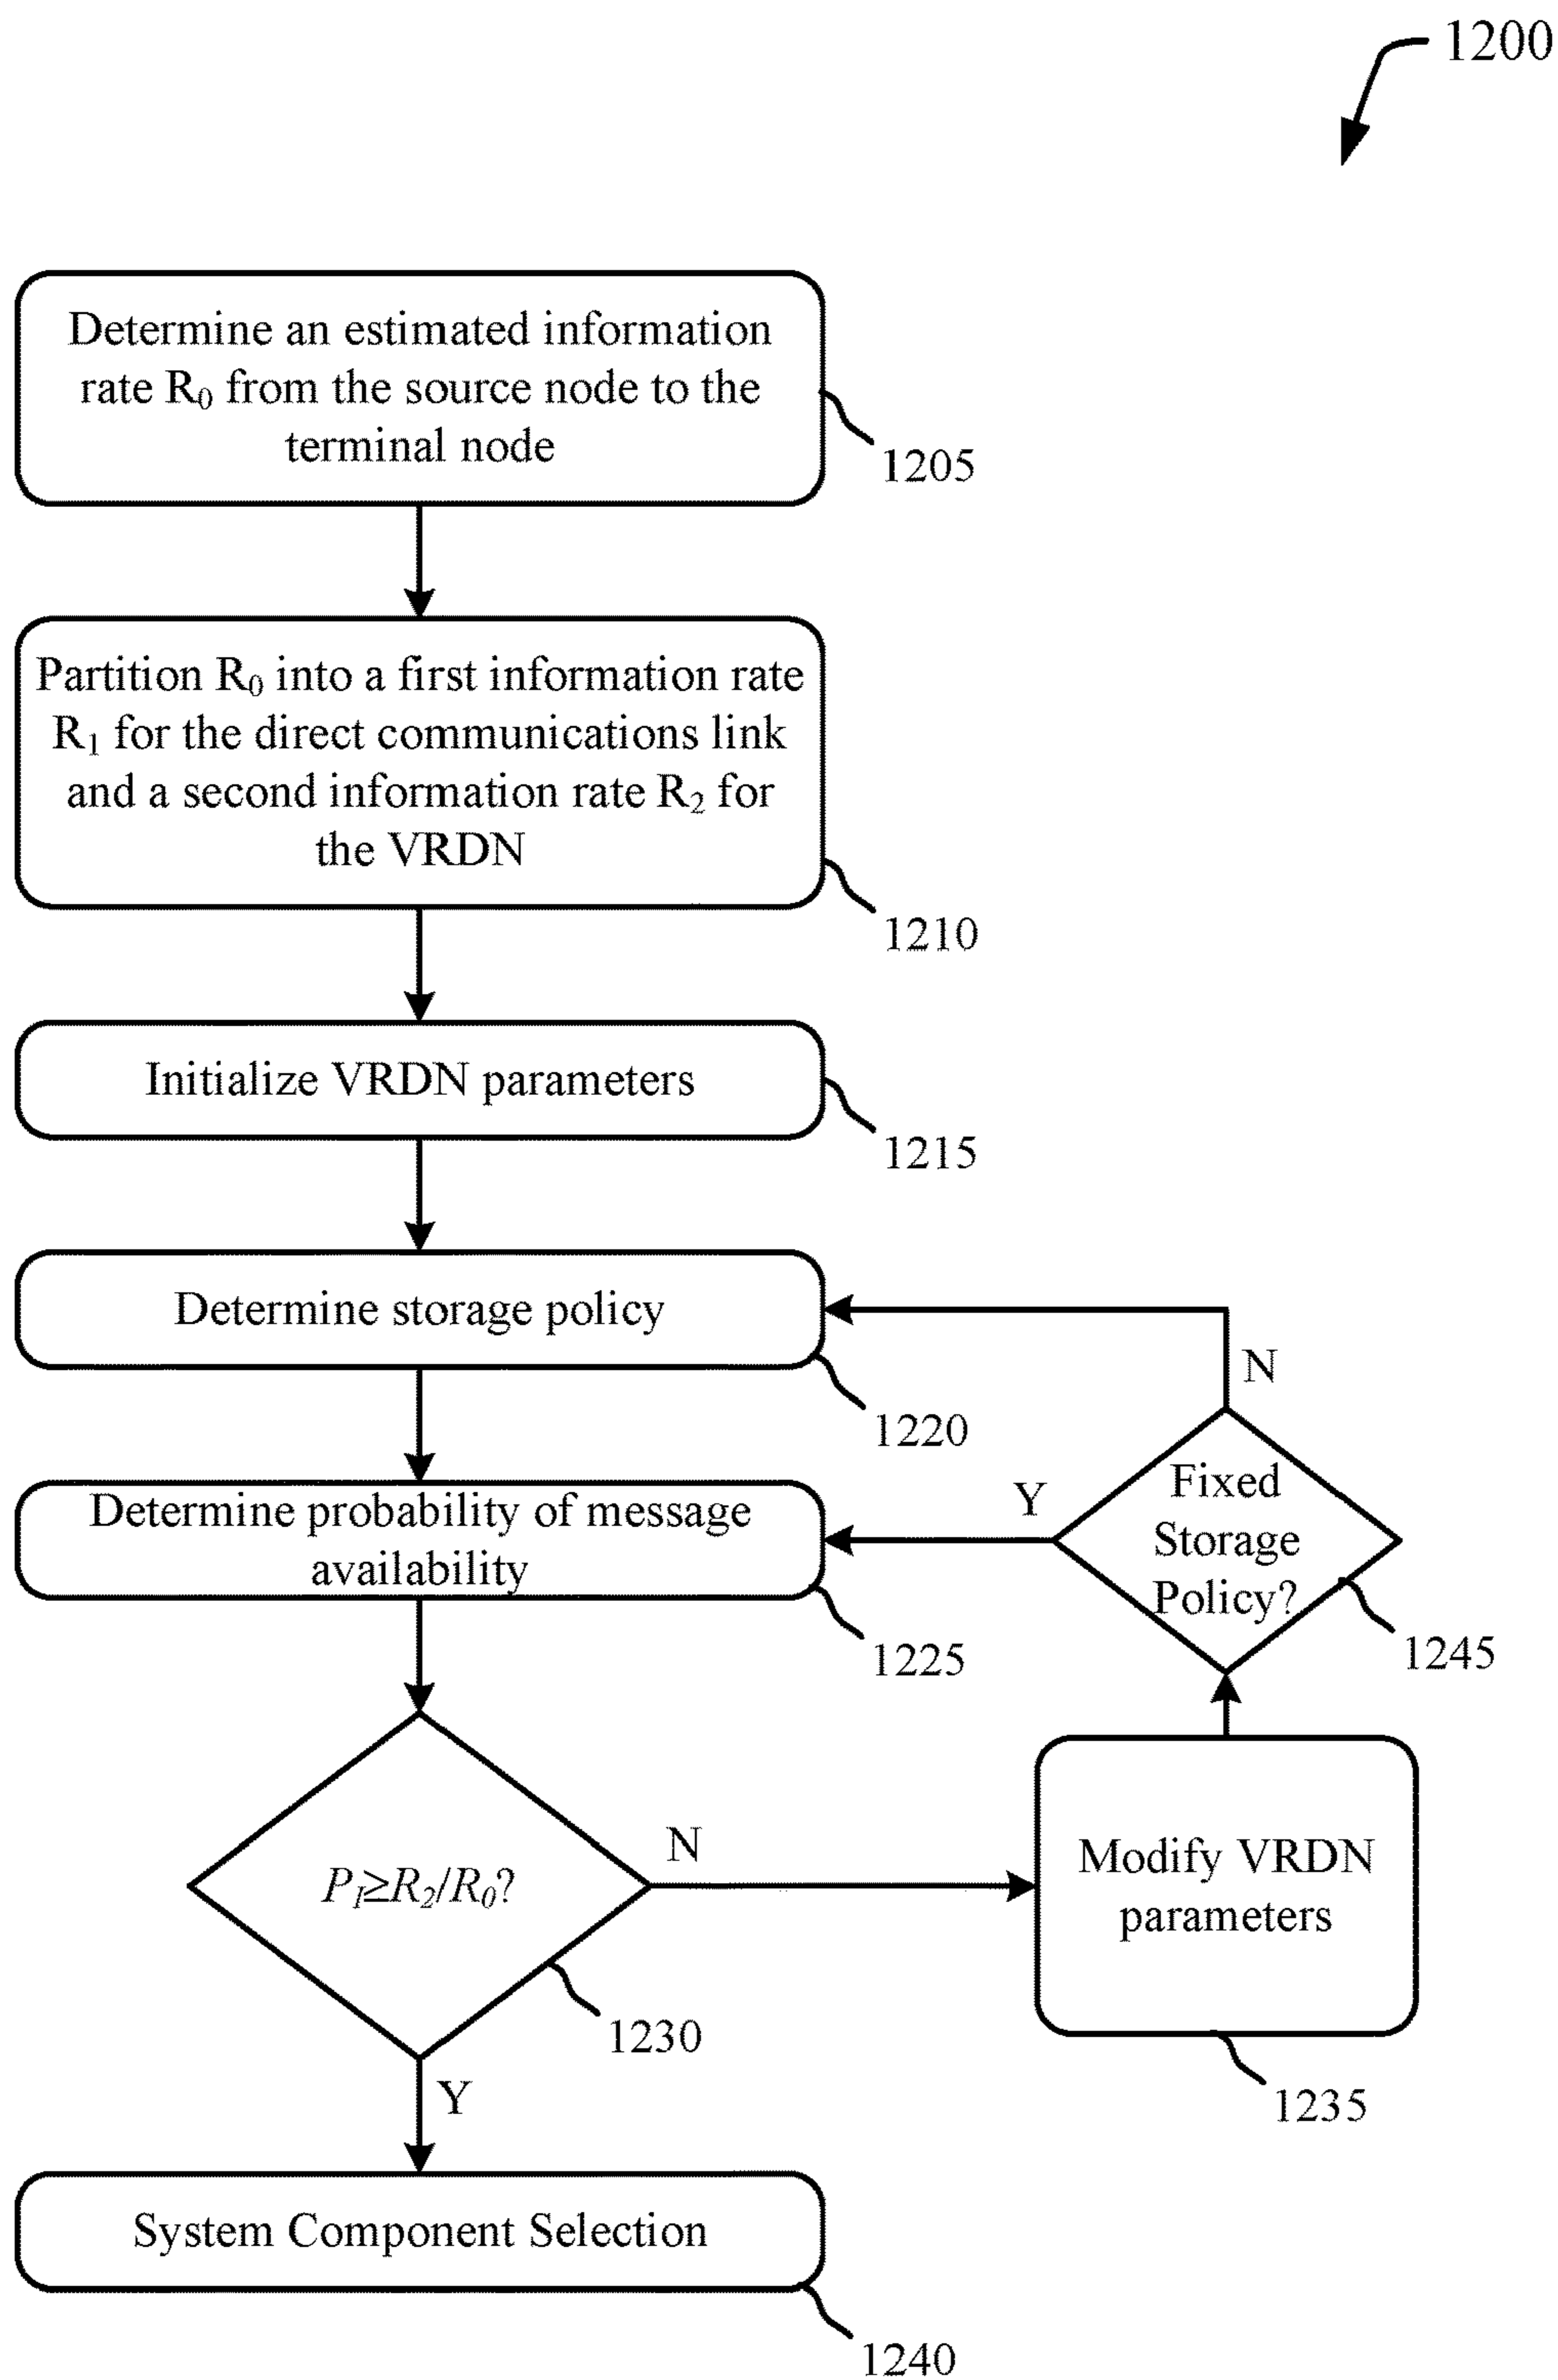 1200
Determine an estimated information
rate R₀ from the source node to the
terminal node
1205
Partition R₀ into a first information rate
R₁ for the direct communications link
and a second information rate R₂ for
the VRDN
1210
Initialize VRDN parameters
1215
Determine storage policy
1220
N
Fixed
Storage
Policy?
1245
Y
Determine probability of message
availability
1225
P_I≥R₂/R₀?
N
1230
Modify VRDN
parameters
1235
Y
System Component Selection
1240